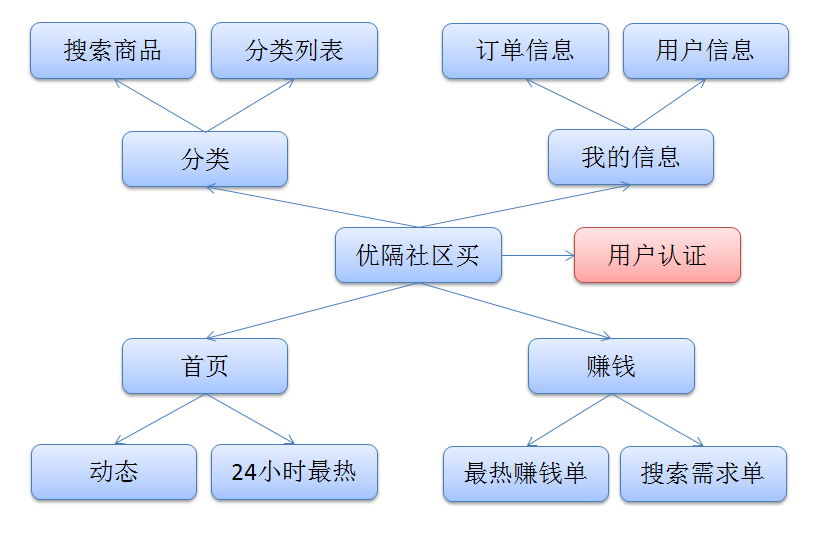 搜索商品
分类列表
订单信息
用户信息
分类
我的信息
优隔社区买
用户认证
首页
赚钱
动态
24小时最热
最热赚钱单
搜索需求单